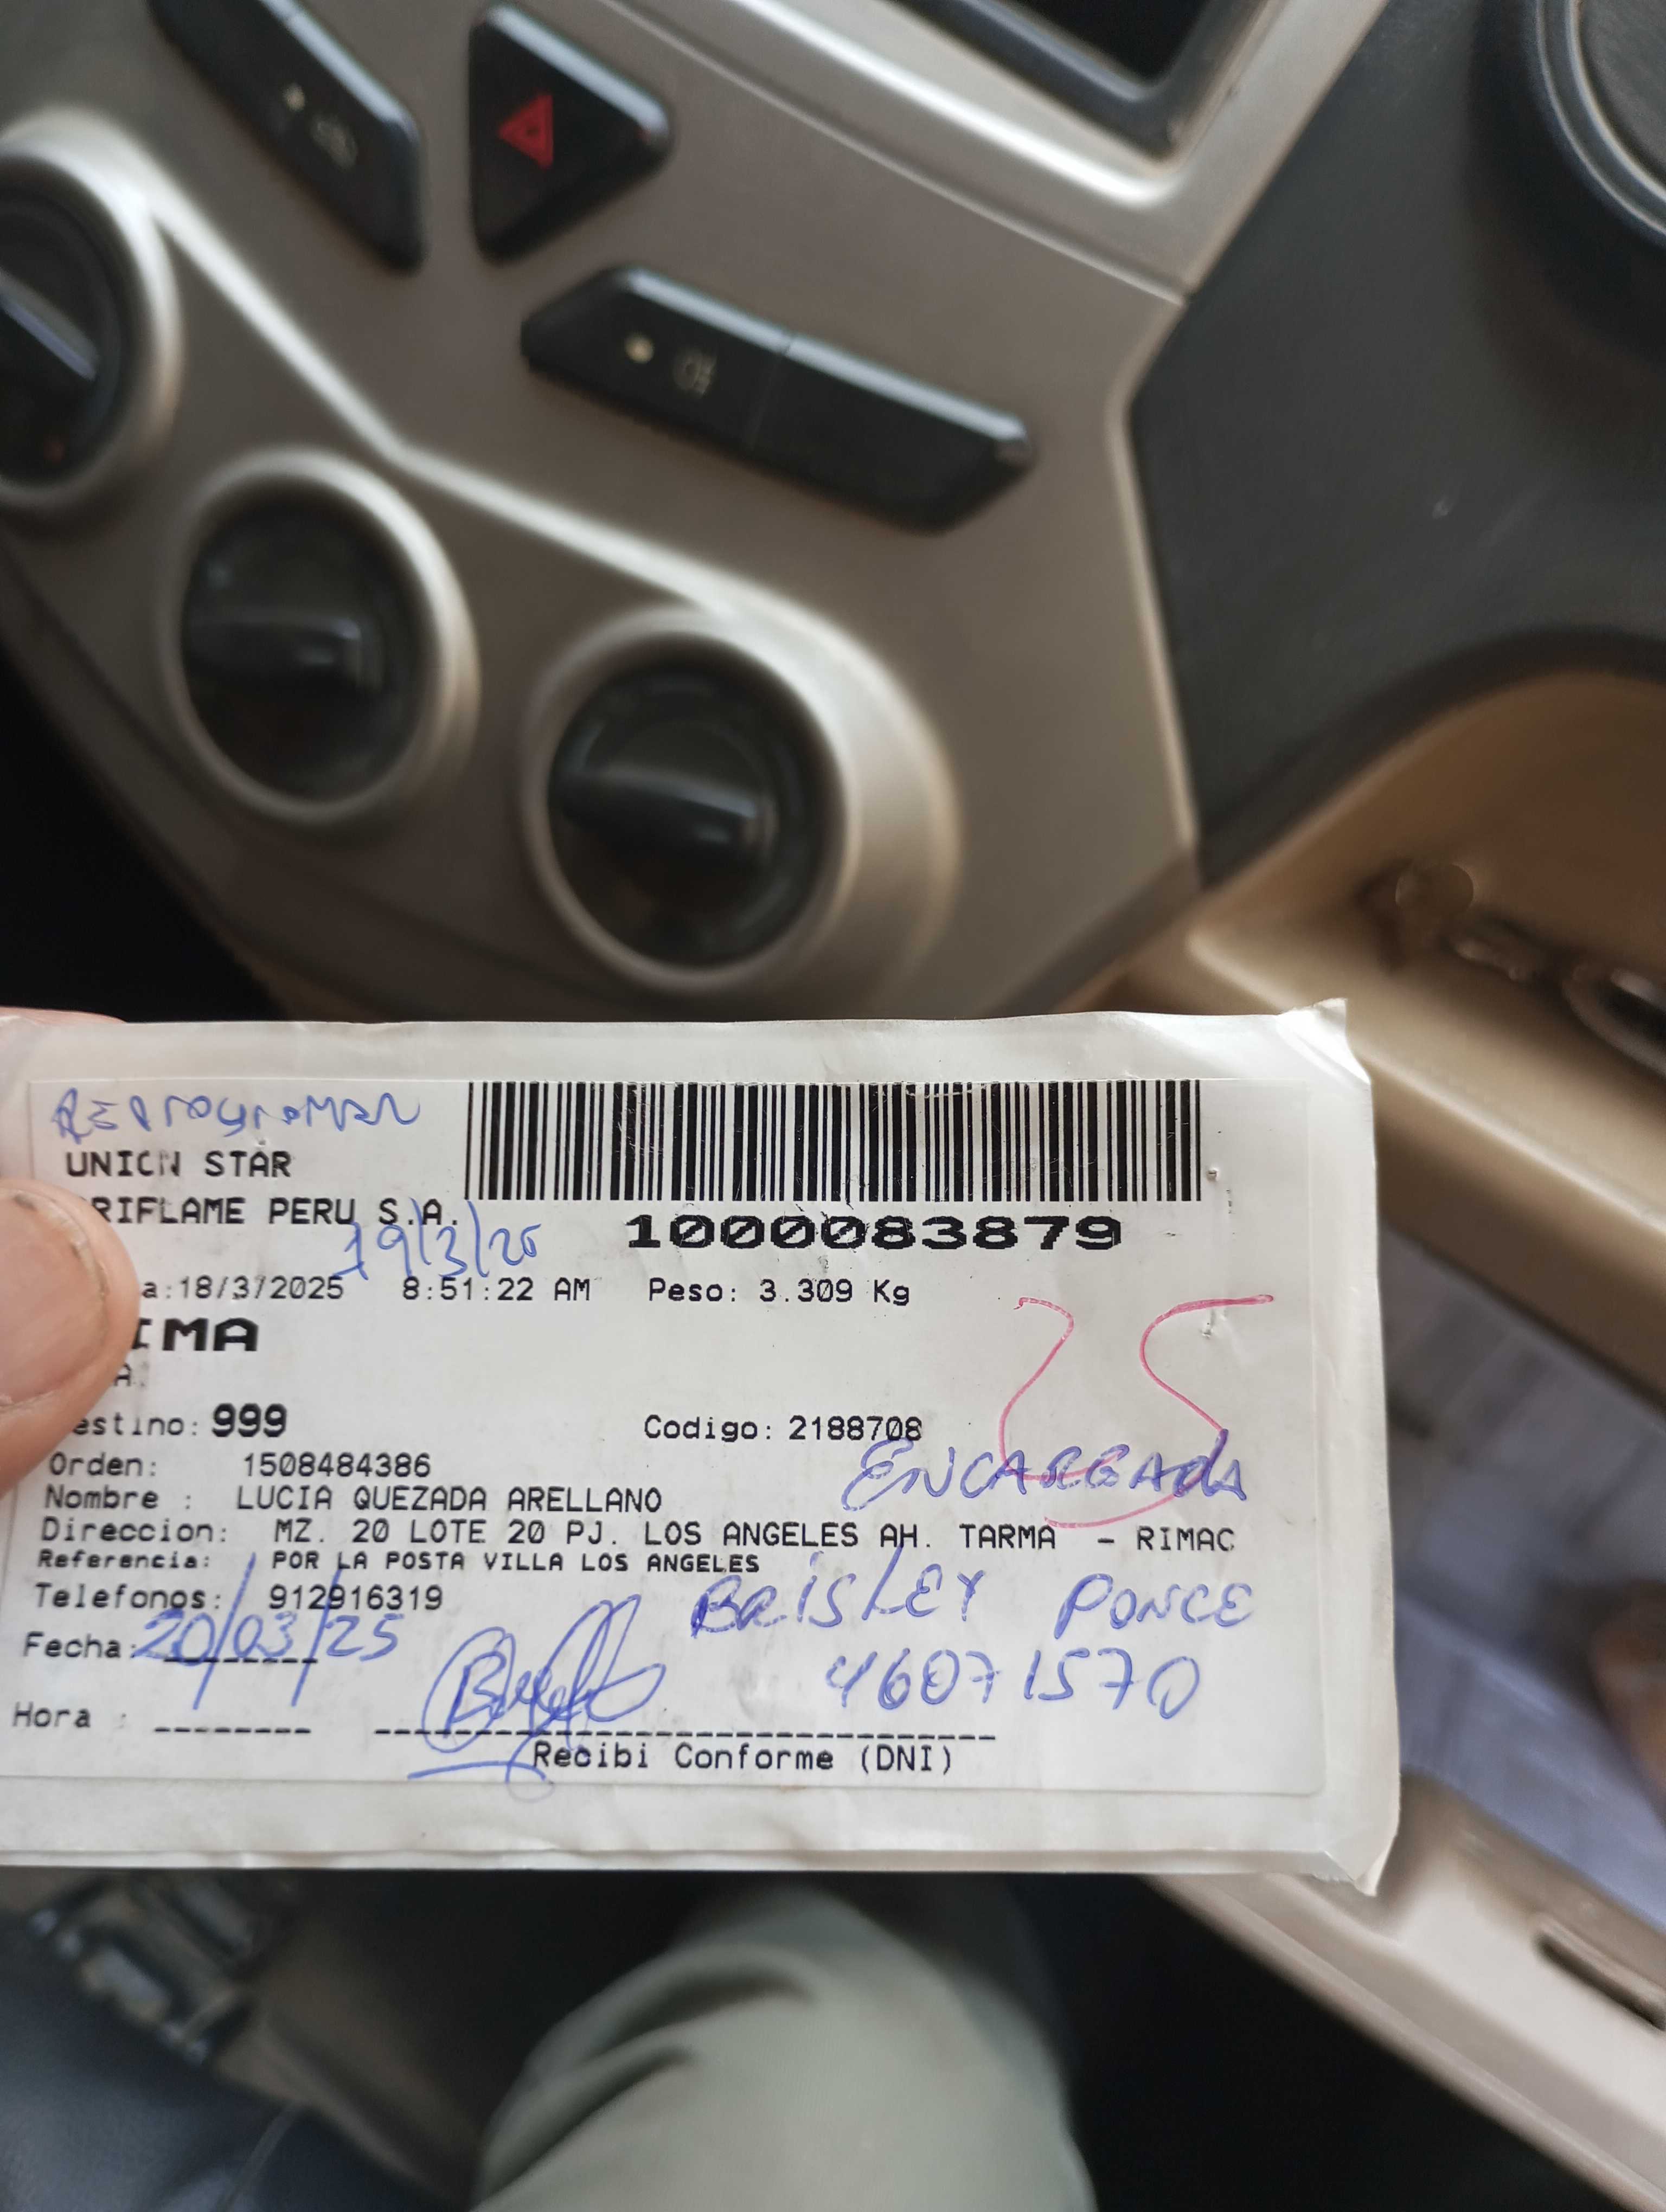 Reprogramar
UNION STAR
RIFLAME PERU S.A.
19/3/25
1000083879
a:18/3/2025 8:51:22 AM Peso: 3.309 Kg
IMA
A
estino: 999 Codigo: 2188708
25
Orden: 1508484386
ENCARGADA
Nombre : LUCIA QUEZADA ARELLANO
Direccion: MZ. 20 LOTE 20 PJ. LOS ANGELES AH. TARMA - RIMAC
Referencia: POR LA POSTA VILLA LOS ANGELES
Telefonos: 912916319
BRISLEY PONCE
Fecha: 20/03/25
46071570
Hora :
Recibi Conforme (DNI)